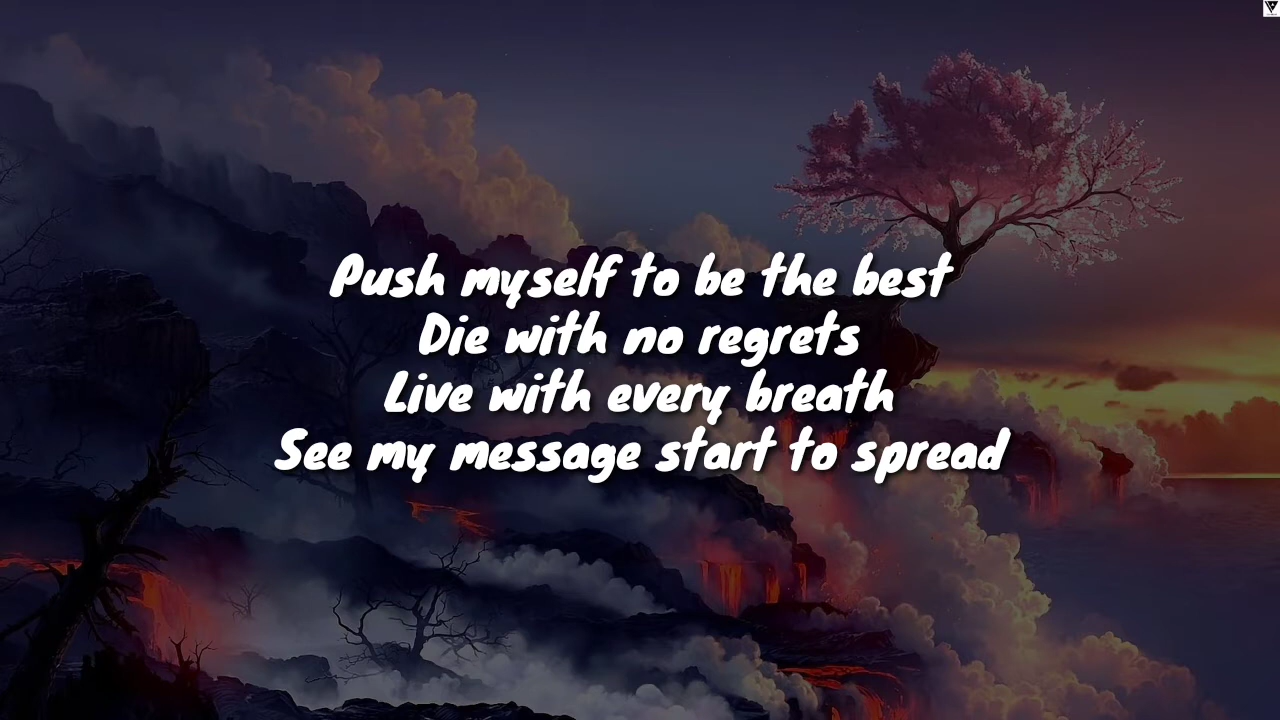 Push myself to be the best
Die with no regrets
Live with every breath
See my message start to spread